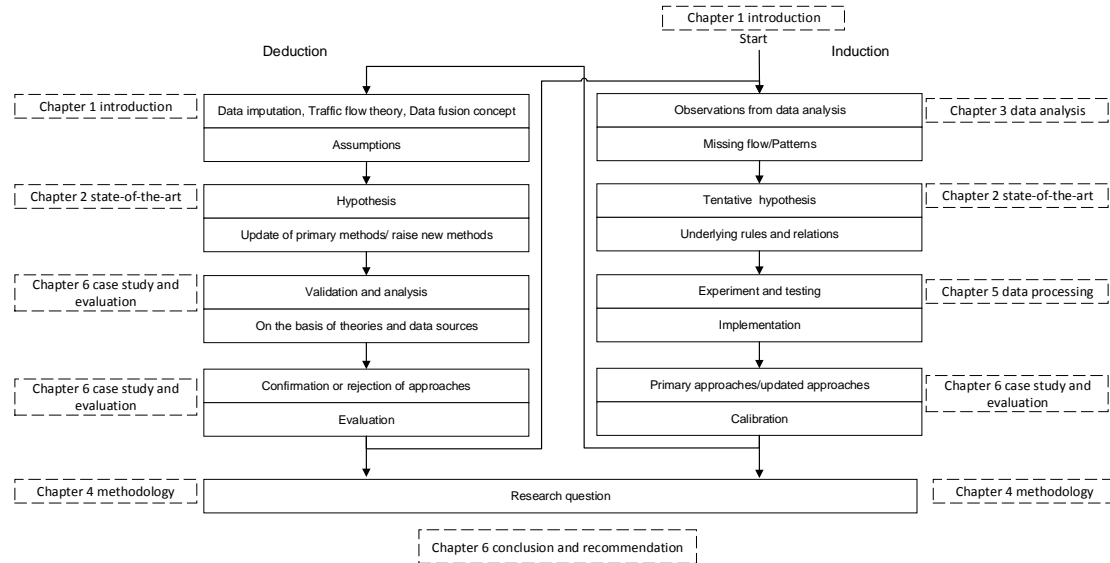 Chapter 1 introduction
Start
Deduction
Induction
Chapter 1 introduction
Data imputation, Traffic flow theory, Data fusion concept
Assumptions
Observations from data analysis
Missing flow/Patterns
Chapter 3 data analysis
Chapter 2 state-of-the-art
Hypothesis
Update of primary methods/ raise new methods
Tentative hypothesis
Underlying rules and relations
Chapter 2 state-of-the-art
Chapter 6 case study and
evaluation
Validation and analysis
On the basis of theories and data sources
Experiment and testing
Implementation
Chapter 5 data processing
Chapter 6 case study and
evaluation
Confirmation or rejection of approaches
Evaluation
Primary approaches/updated approaches
Calibration
Chapter 6 case study and
evaluation
Chapter 4 methodology
Research question
Chapter 4 methodology
Chapter 6 conclusion and recommendation